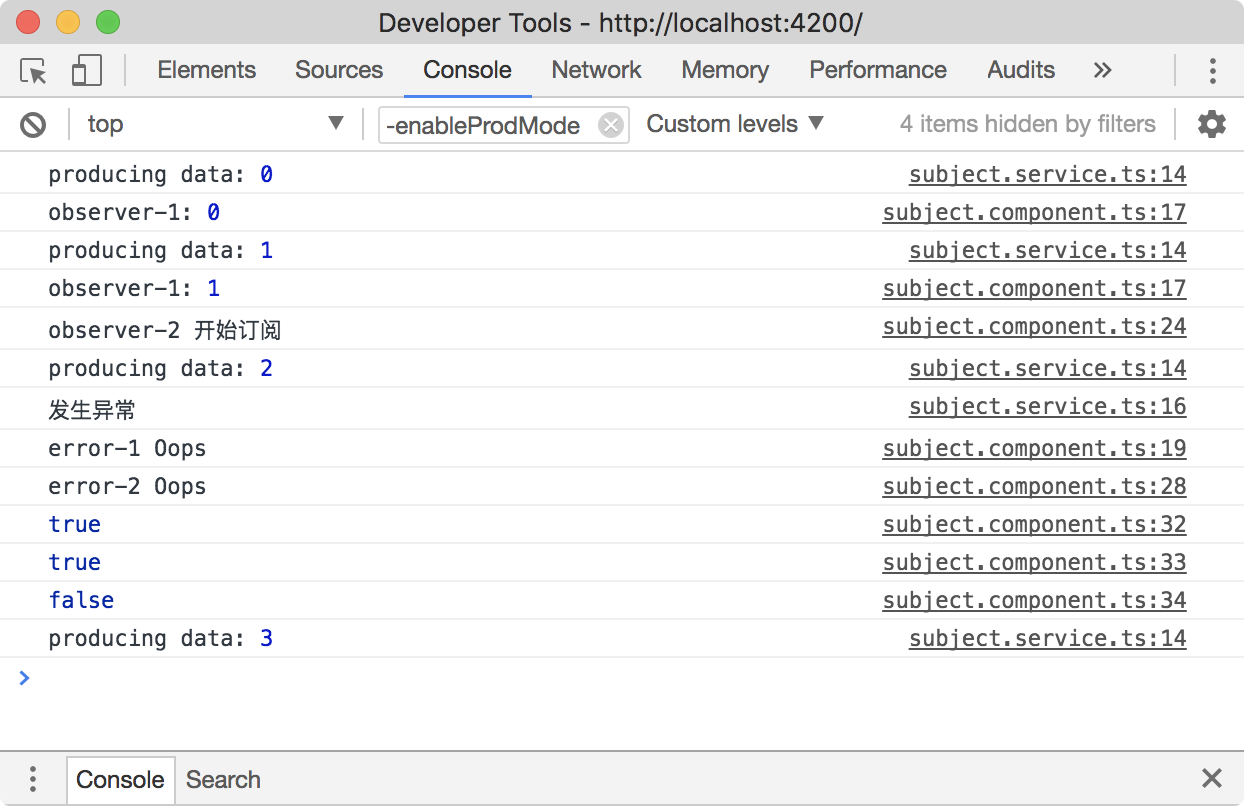 Developer Tools - http://localhost:4200/
Elements Sources Console Network Memory Performance Audits »
top ▼ -enableProdMode Custom levels ▼ 4 items hidden by filters
producing data: 0 subject.service.ts:14
observer-1: 0 subject.component.ts:17
producing data: 1 subject.service.ts:14
observer-1: 1 subject.component.ts:17
observer-2 开始订阅 subject.component.ts:24
producing data: 2 subject.service.ts:14
发生异常 subject.service.ts:16
error-1 Oops subject.component.ts:19
error-2 Oops subject.component.ts:28
true subject.component.ts:32
true subject.component.ts:33
false subject.component.ts:34
producing data: 3 subject.service.ts:14
Console Search